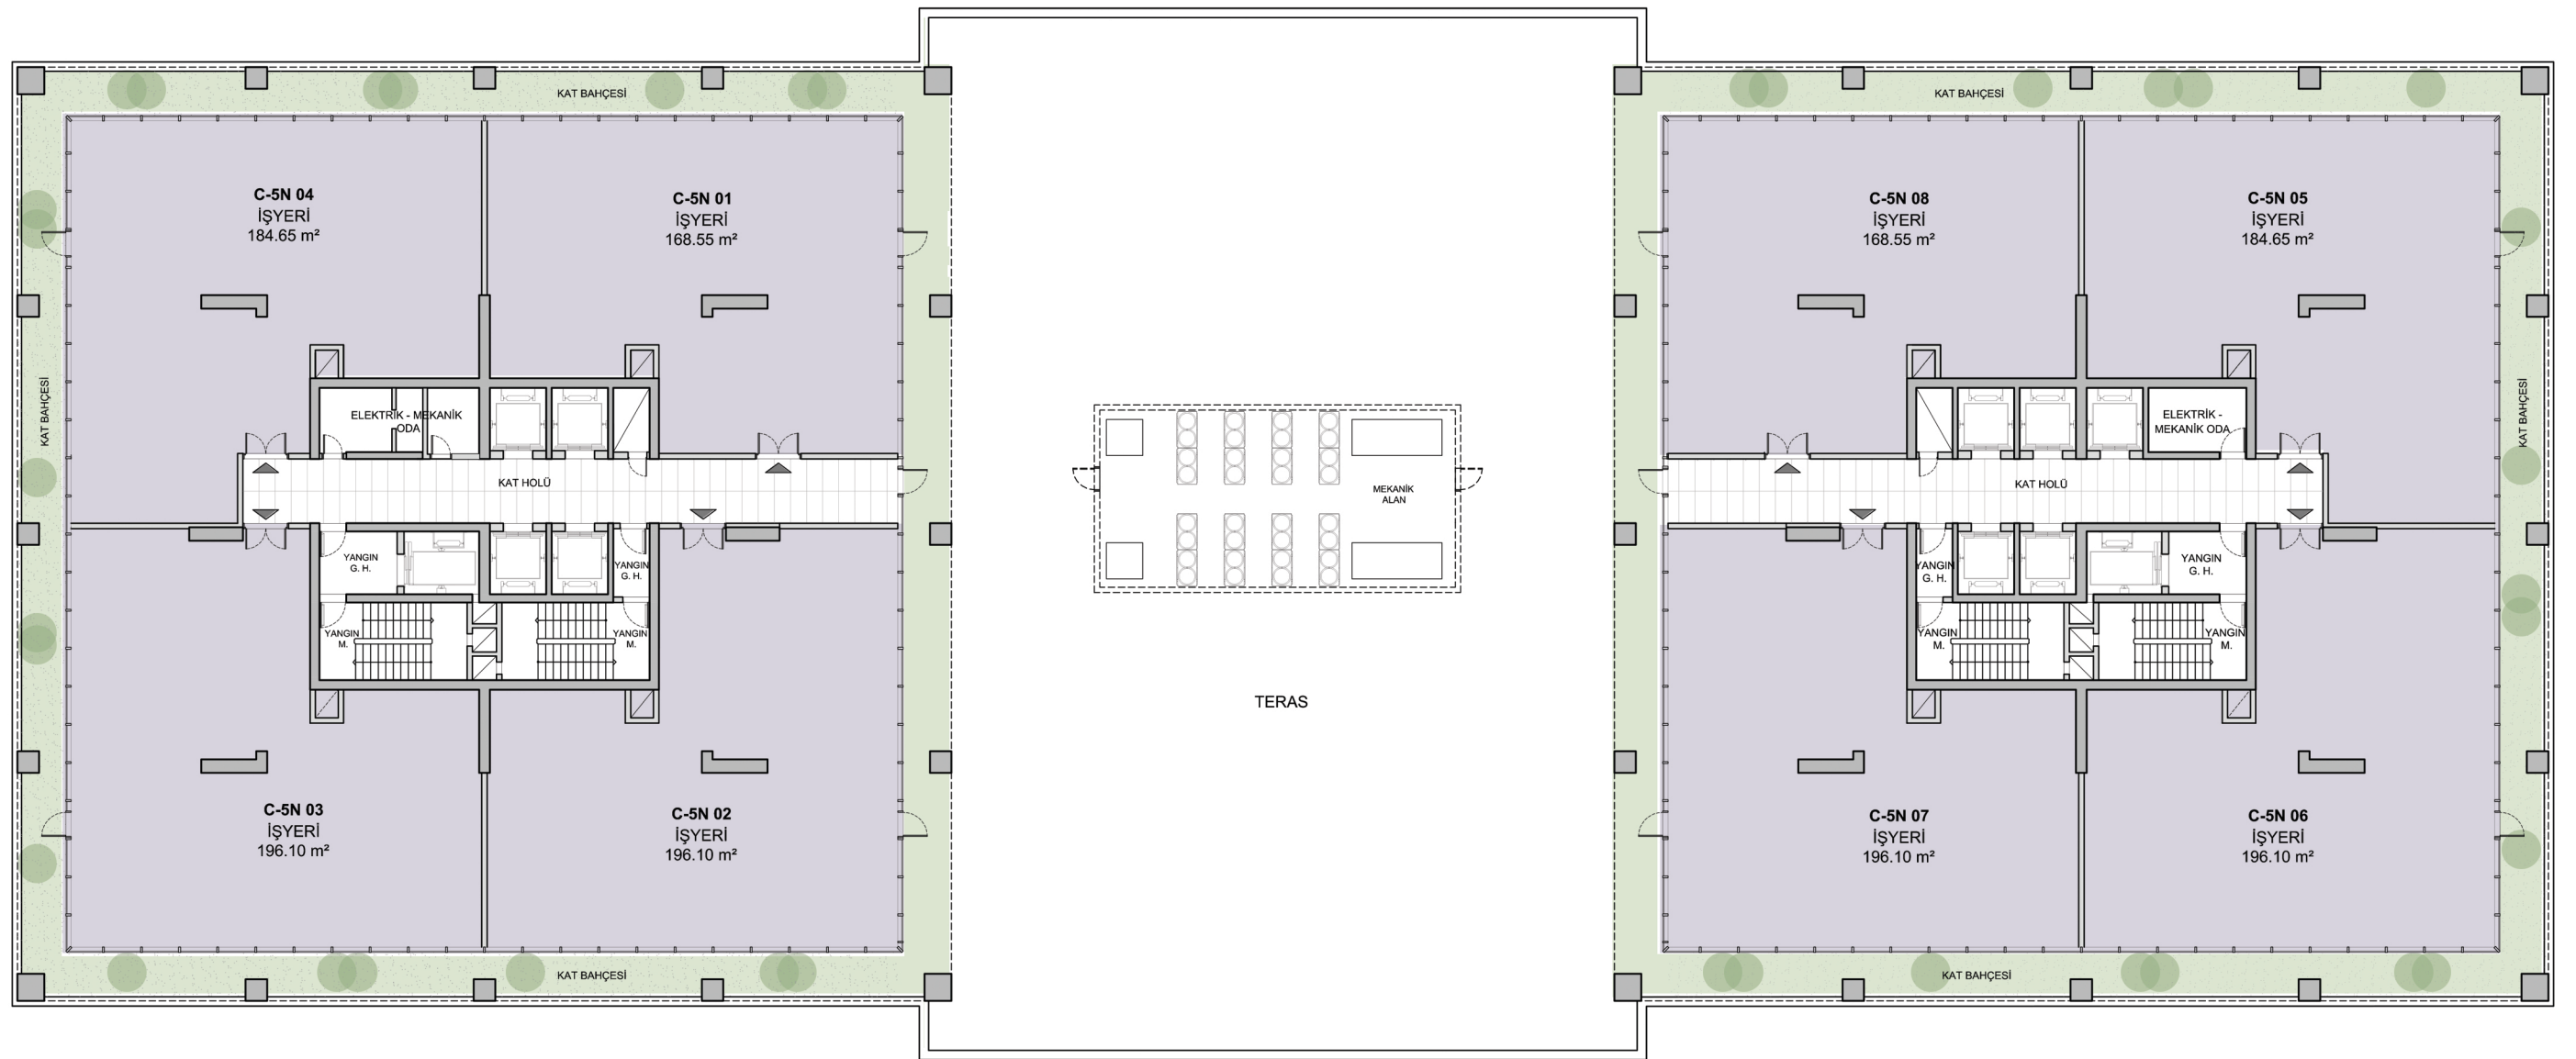 KAT BAHÇESİ
KAT BAHÇESİ
C-5N 04
İŞYERİ
184.65 m²
C-5N 01
İŞYERİ
168.55 m²
C-5N 08
İŞYERİ
168.55 m²
C-5N 05
İŞYERİ
184.65 m²
KAT BAHÇESİ
ELEKTRİK - MEKANİK
ODA
KAT HOLÜ
YANGIN
G. H.
YANGIN
G. H.
YANGIN
M.
YANGIN
M.
MEKANİK
ALAN
TERAS
ELEKTRİK -
MEKANİK ODA
KAT HOLÜ
YANGIN
G. H.
YANGIN
G. H.
YANGIN
M.
YANGIN
M.
KAT BAHÇESİ
C-5N 03
İŞYERİ
196.10 m²
C-5N 02
İŞYERİ
196.10 m²
C-5N 07
İŞYERİ
196.10 m²
C-5N 06
İŞYERİ
196.10 m²
KAT BAHÇESİ
KAT BAHÇESİ